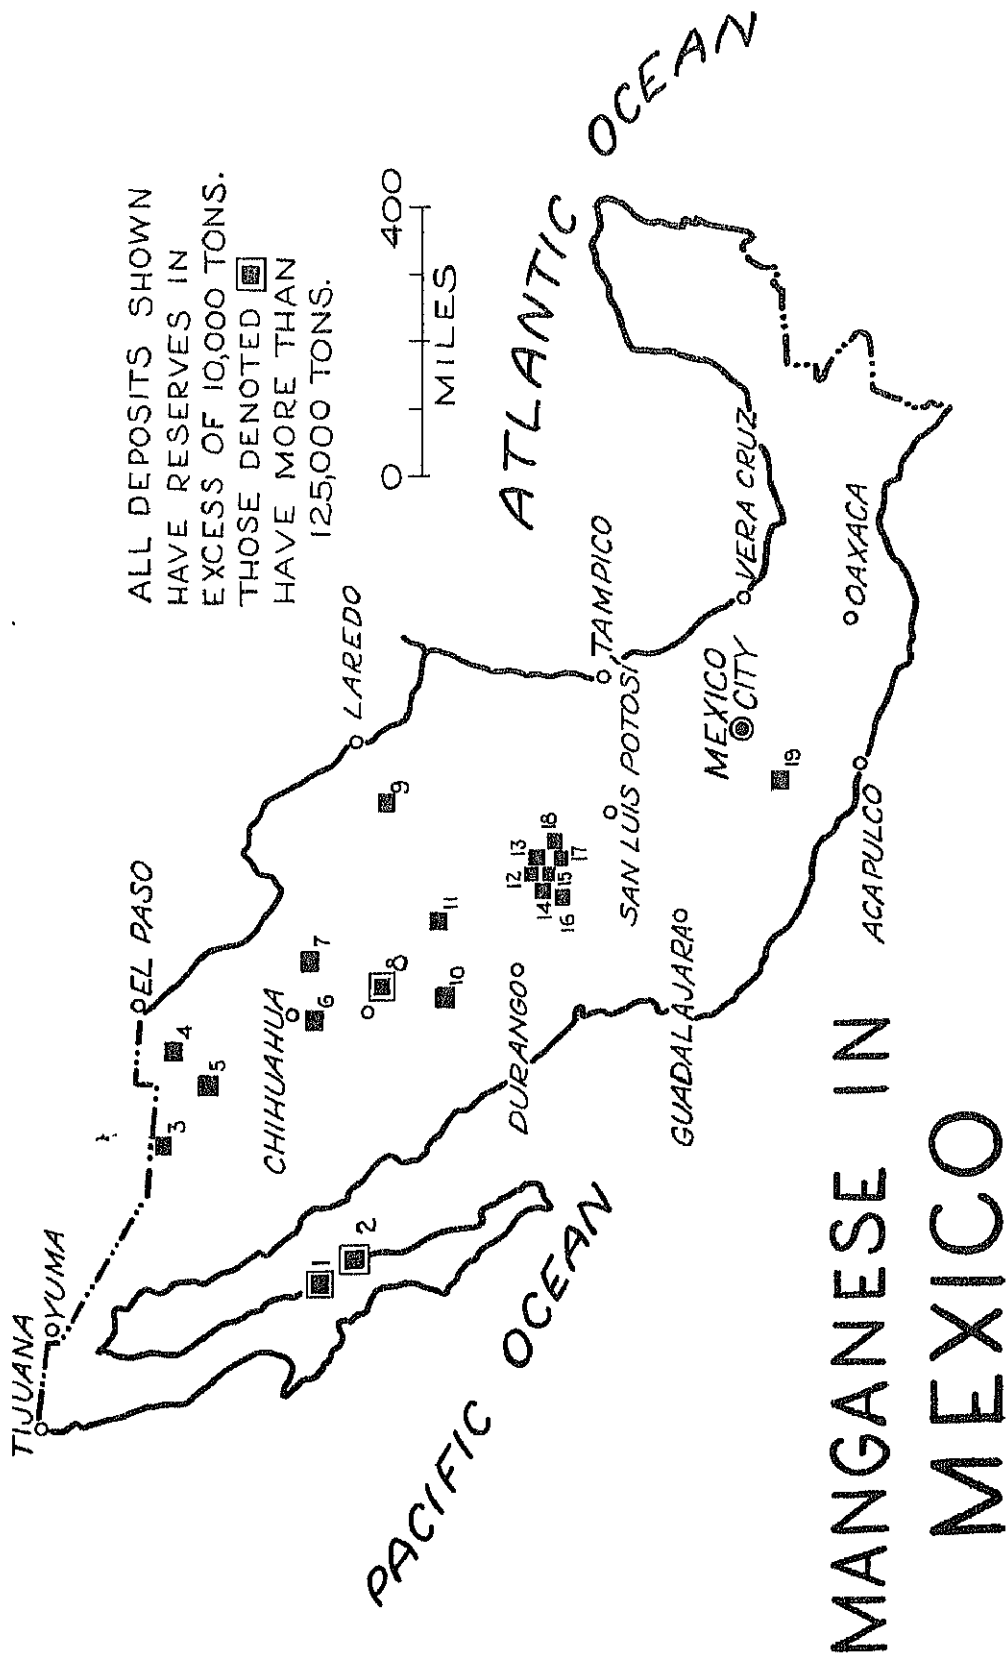 ALL DEPOSITS SHOWN
HAVE RESERVES IN
EXCESS OF 10,000 TONS.
THOSE DENOTED
HAVE MORE THAN
125,000 TONS.
0 400
MILES
TIJUANA
YUMA
EL PASO
LAREDO
CHIHUAHUA
DURANGO
TAMPICO
SAN LUIS POTOSI
GUADALAJARA
MEXICO
CITY
VERA CRUZ
OAXACA
ACAPULCO
ATLANTIC OCEAN
PACIFIC OCEAN
1
2
3
4
5
6
7
8
9
10
11
12
13
14
15
16
17
18
19
MANGANESE IN
MEXICO